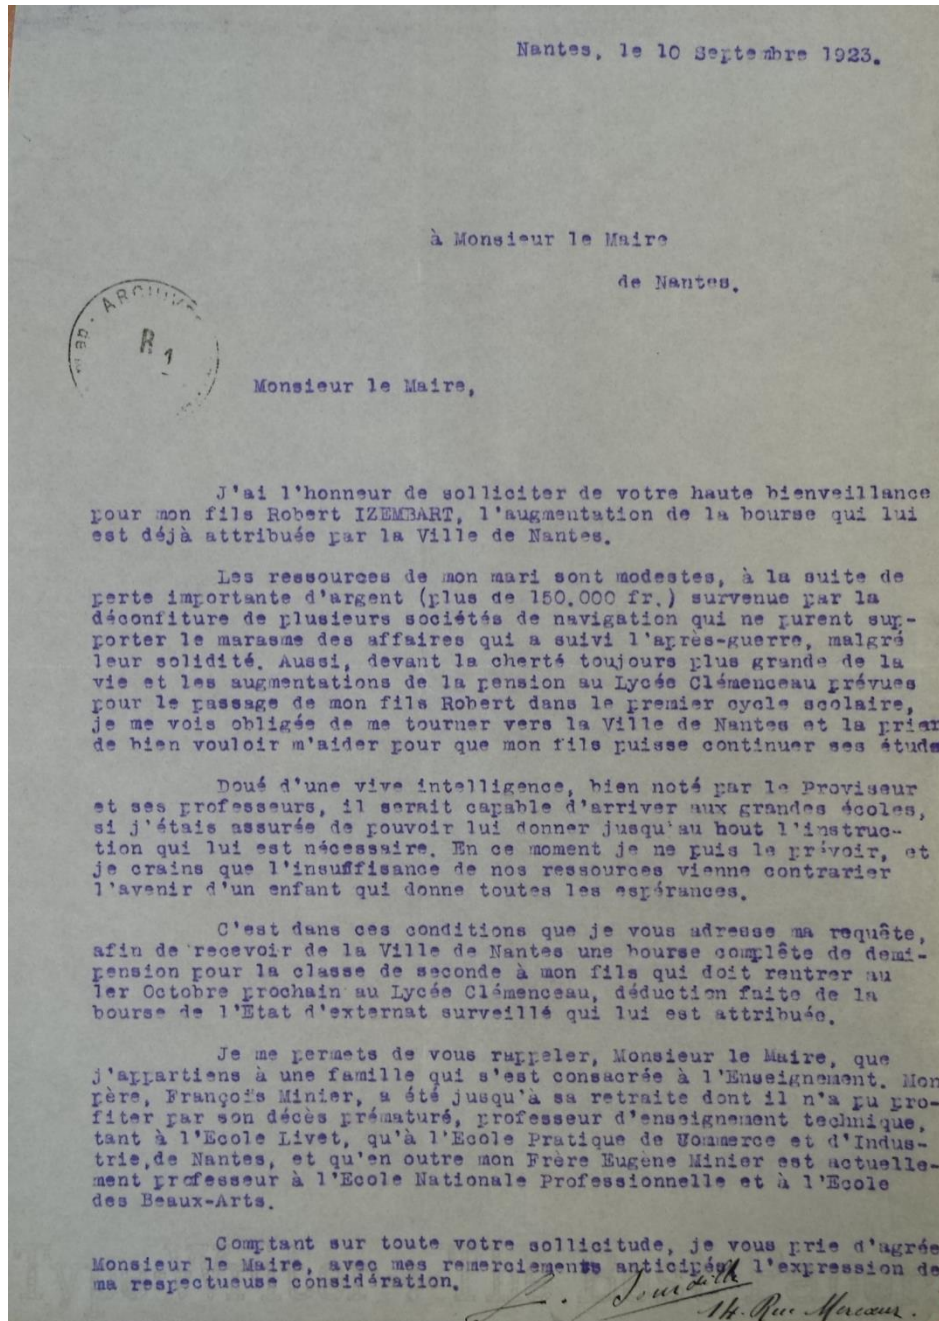 Nantes, le 10 Septembre 1923.
à Monsieur le Maire
de Nantes.
ARCHIVE
R 1
Monsieur le Maire,
J'ai l'honneur de solliciter de votre haute bienveillance
pour mon fils Robert IZEMBART, l'augmentation de la bourse qui lui
est déjà attribuée par la Ville de Nantes.
Les ressources de mon mari sont modestes, à la suite de
perte importante d'argent (plus de 150.000 fr.) survenue par la
déconfiture de plusieurs sociétés de navigation qui ne purent sup-
porter le marasme des affaires qui a suivi l'après-guerre, malgré
leur solidité. Aussi, devant la cherté toujours plus grande de la
vie et les augmentations de la pension au Lycée Clémenceau prévues
pour le passage de mon fils Robert dans le premier cycle scolaire,
je me vois obligée de me tourner vers la Ville de Nantes et la prier
de bien vouloir m'aider pour que mon fils puisse continuer ses étude
Doué d'une vive intelligence, bien noté par le Proviseur
et ses professeurs, il serait capable d'arriver aux grandes écoles,
si j'étais assurée de pouvoir lui donner jusqu'au bout l'instruc-
tion qui lui est nécessaire. En ce moment je ne puis le prévoir, et
je crains que l'insuffisance de nos ressources vienne contrarier
l'avenir d'un enfant qui donne toutes les espérances.
C'est dans ces conditions que je vous adresse ma requête,
afin de recevoir de la Ville de Nantes une bourse complête de demi-
pension pour la classe de seconde à mon fils qui doit rentrer au
1er Octobre prochain au Lycée Clémenceau, déduction faite de la
bourse de l'Etat d'externat surveillé qui lui est attribuée.
Je me permets de vous rappeler, Monsieur le Maire, que
j'appartiens à une famille qui s'est consacrée à l'Enseignement. Mon
père, François Minier, a été jusqu'à sa retraite dont il n'a pu pro-
fiter par son décès prématuré, professeur d'enseignement technique,
tant à l'Ecole Livet, qu'à l'Ecole Pratique de Commerce et d'Indus-
trie,de Nantes, et qu'en outre mon Frère Eugène Minier est actuelle-
ment professeur à l'Ecole Nationale Professionnelle et à l'Ecole
des Beaux-Arts.
Comptant sur toute votre sollicitude, je vous prie d'agrée
Monsieur le Maire, avec mes remerciements anticipés, l'expression de
ma respectueuse considération.
14. Rue Mercœur.